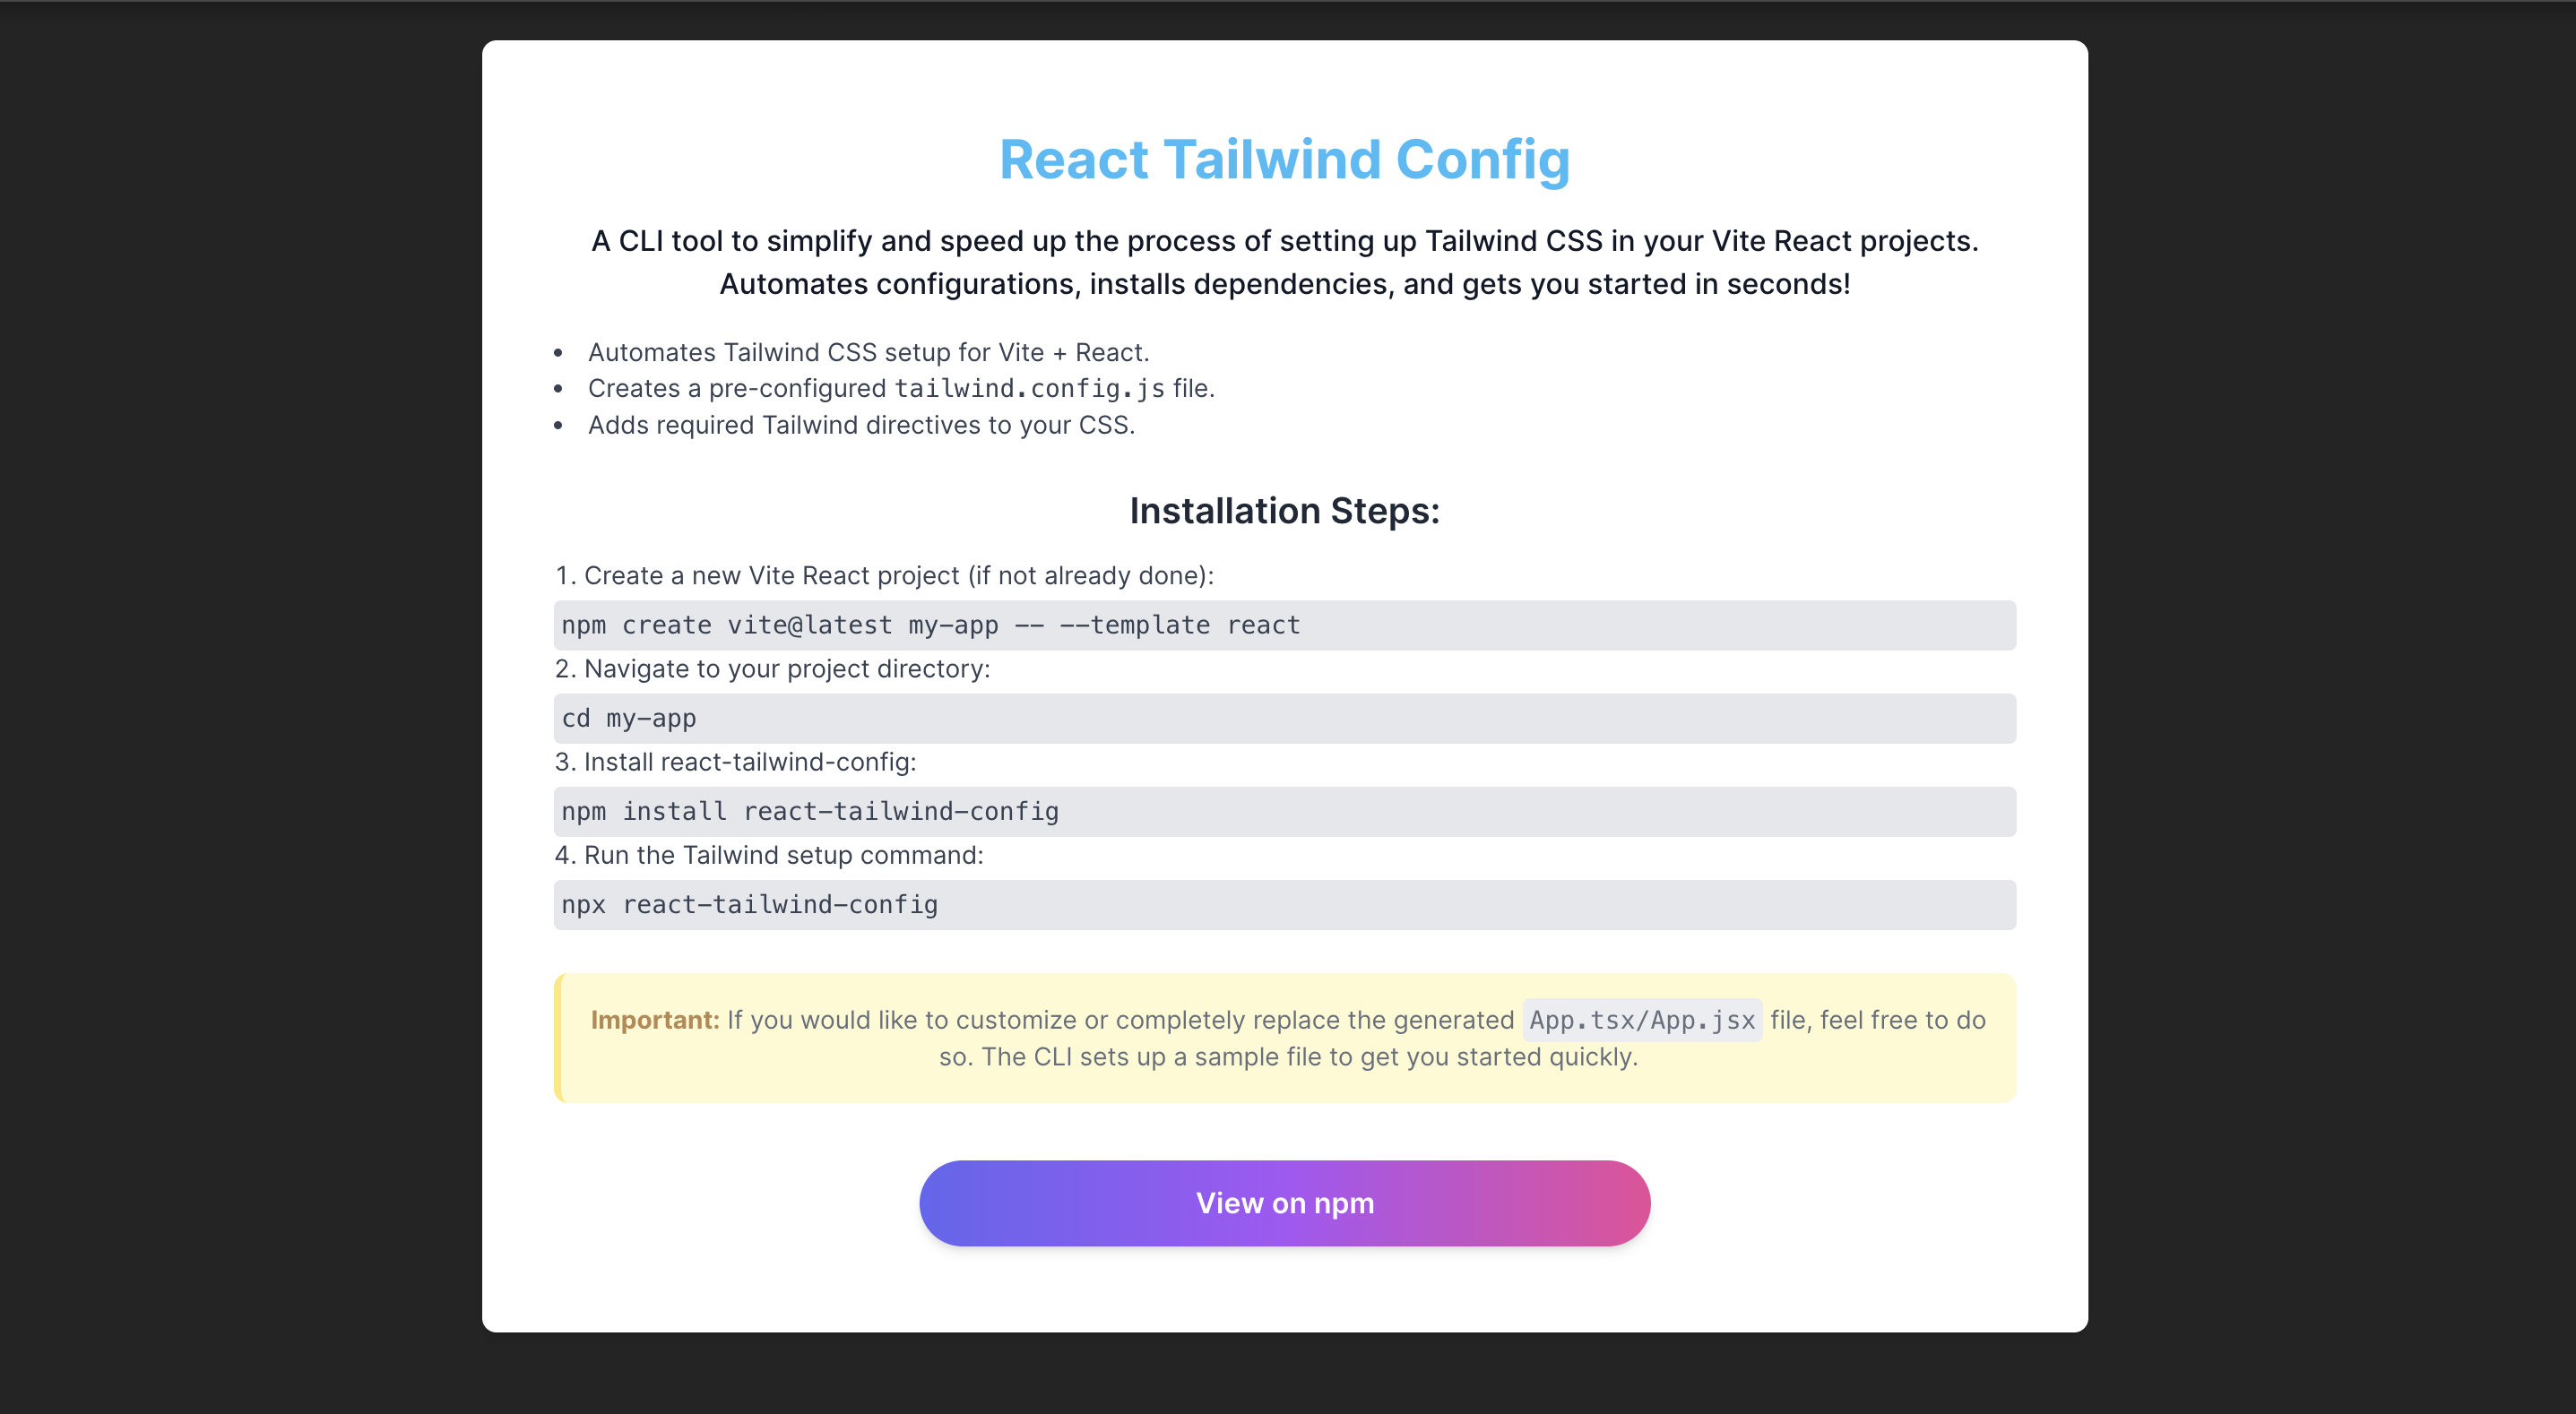 React Tailwind Config
A CLI tool to simplify and speed up the process of setting up Tailwind CSS in your Vite React projects.
Automates configurations, installs dependencies, and gets you started in seconds!
• Automates Tailwind CSS setup for Vite + React.
• Creates a pre-configured tailwind.config.js file.
• Adds required Tailwind directives to your CSS.
Installation Steps:
1. Create a new Vite React project (if not already done):
npm create vite@latest my-app -- --template react
2. Navigate to your project directory:
cd my-app
3. Install react-tailwind-config:
npm install react-tailwind-config
4. Run the Tailwind setup command:
npx react-tailwind-config
Important: If you would like to customize or completely replace the generated App.tsx/App.jsx file, feel free to do
so. The CLI sets up a sample file to get you started quickly.
View on npm